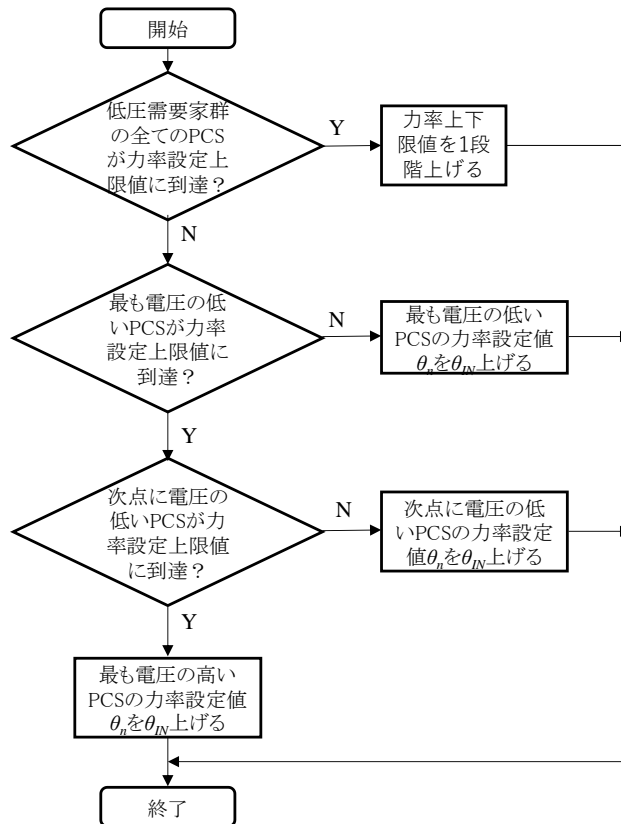 開始
低圧需要家群
の全てのPCS
が力率設定上
限値に到達？
Y
力率上下
限値を1段
階上げる
N
最も電圧の低
いPCSが力率
設定上限値に
到達？
N
最も電圧の低い
PCSの力率設定値
θnをθIN上げる
Y
次点に電圧の
低いPCSが力
率設定上限値
に到達？
N
次点に電圧の低
いPCSの力率設定
値θnをθIN上げる
Y
最も電圧の高い
PCSの力率設定値
θnをθIN上げる
終了